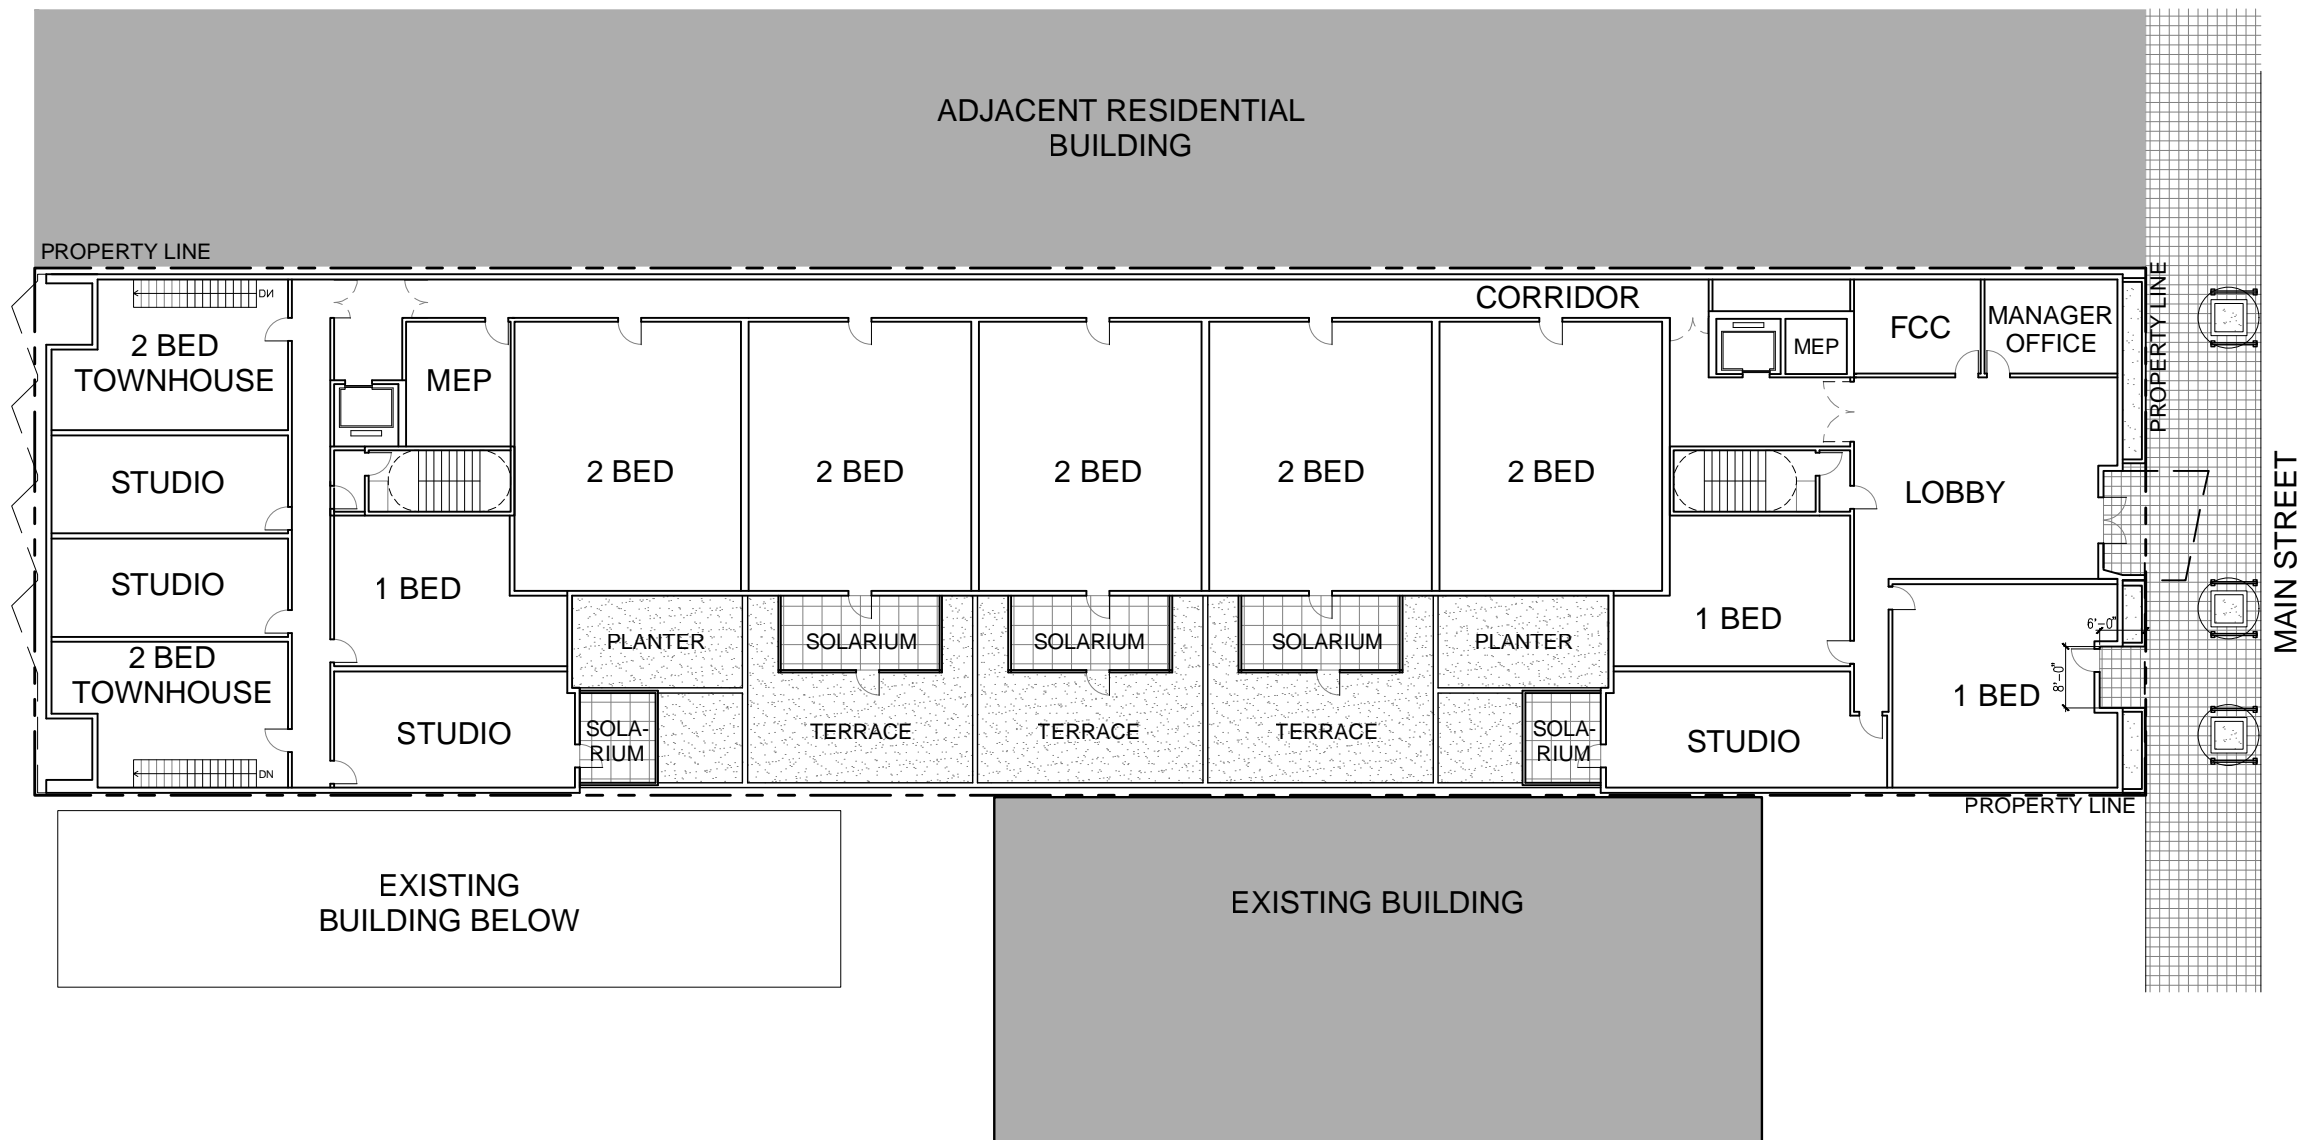 ADJACENT RESIDENTIAL
BUILDING
PROPERTY LINE
PROPERTY LINE
CORRIDOR
DN
2 BED
TOWNHOUSE
MEP
MEP
FCC
MANAGER
OFFICE
STUDIO
2 BED
2 BED
2 BED
2 BED
2 BED
LOBBY
MAIN STREET
STUDIO
1 BED
1 BED
6'-0"
8'-0"
1 BED
PLANTER
SOLARIUM
SOLARIUM
SOLARIUM
PLANTER
2 BED
TOWNHOUSE
DN
STUDIO
SOLA-
RIUM
TERRACE
TERRACE
TERRACE
SOLA-
RIUM
STUDIO
PROPERTY LINE
EXISTING
BUILDING BELOW
EXISTING BUILDING